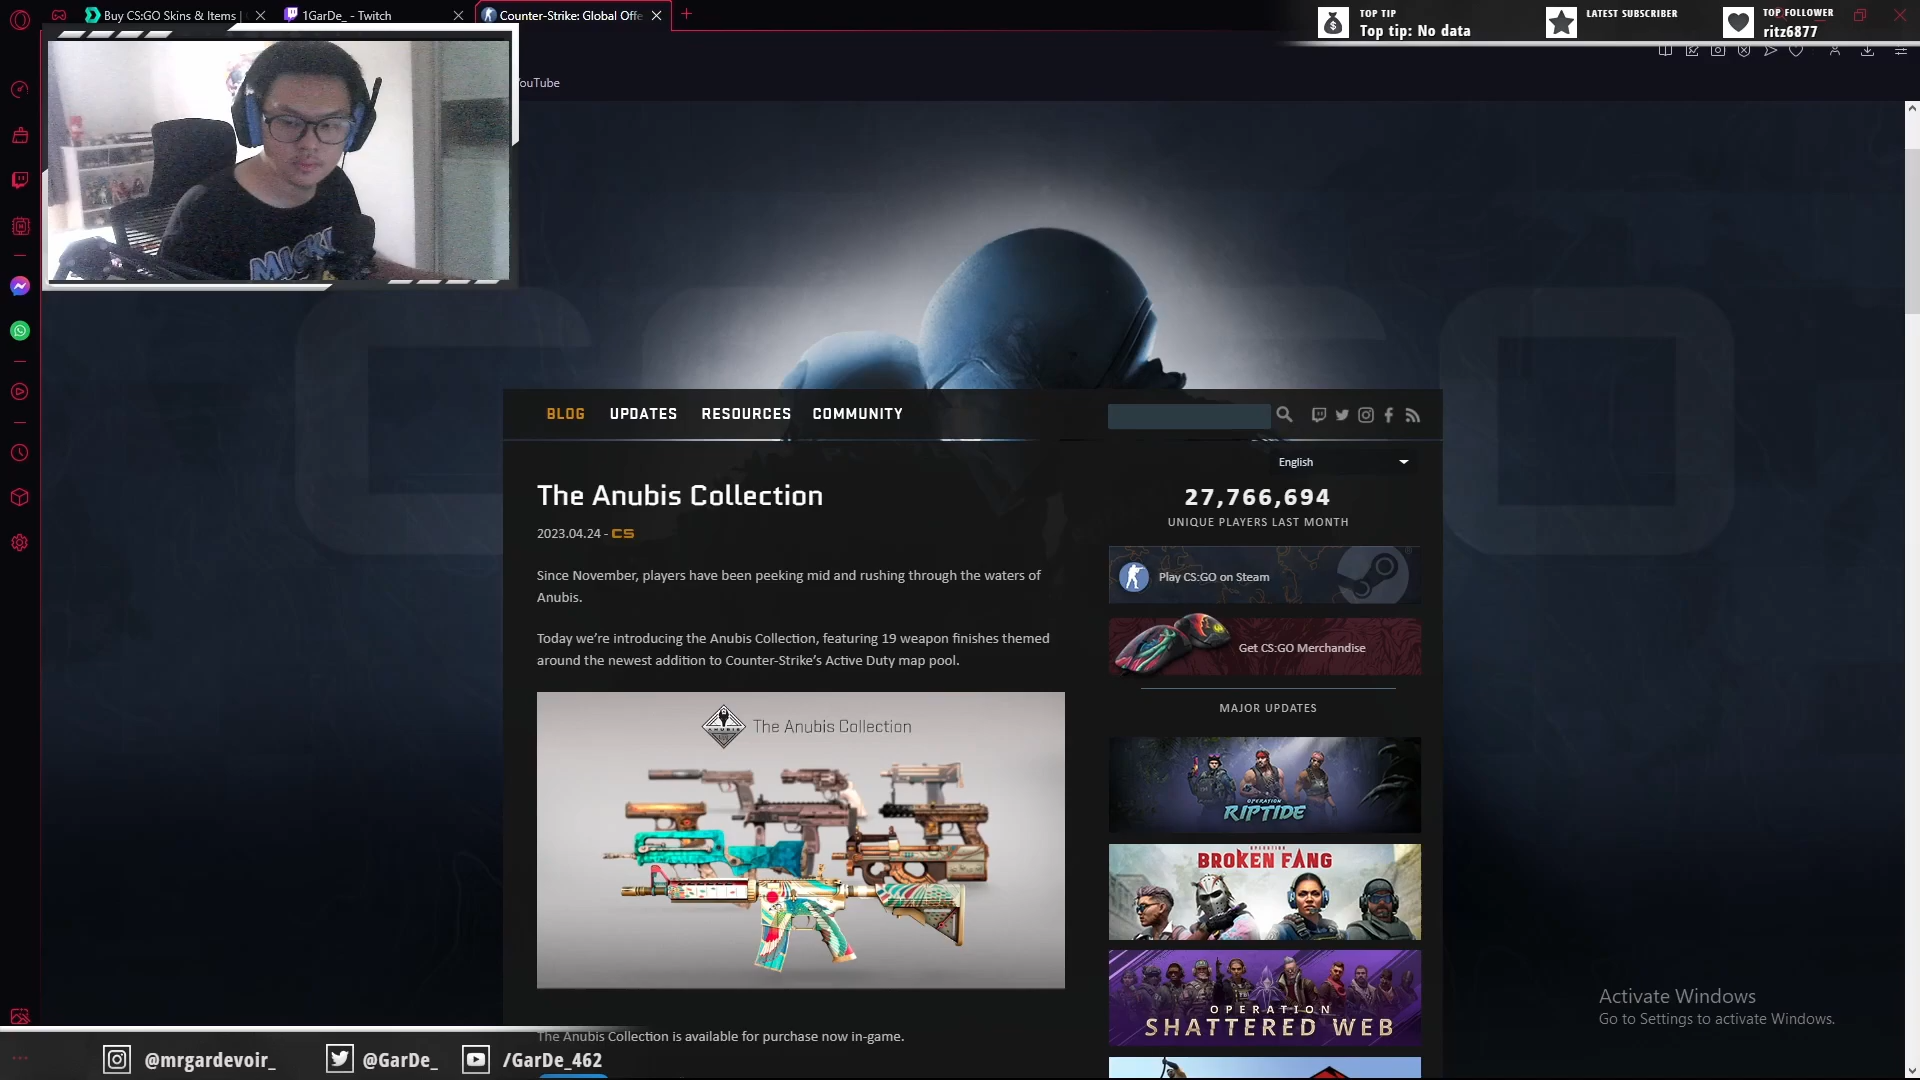 Buy CS:GO Skins & Items |
1GarDe_ - Twitch
Counter-Strike: Global Offe
TOP TIP
Top tip: No data
LATEST SUBSCRIBER
TOP FOLLOWER
ritz6877
YouTube
BLOG UPDATES RESOURCES COMMUNITY
English
The Anubis Collection
2023.04.24 - CS
27,766,694
UNIQUE PLAYERS LAST MONTH
Since November, players have been peeking mid and rushing through the waters of
Anubis.
Play CS:GO on Steam
Today we’re introducing the Anubis Collection, featuring 19 weapon finishes themed
around the newest addition to Counter-Strike’s Active Duty map pool.
Get CS:GO Merchandise
MAJOR UPDATES
The Anubis Collection
OPERATION
RIPTIDE
OPERATION
BROKEN FANG
OPERATION
SHATTERED WEB
The Anubis Collection is available for purchase now in-game.
Activate Windows
Go to Settings to activate Windows.
@mrgardevoir_ @GarDe_ /GarDe_462